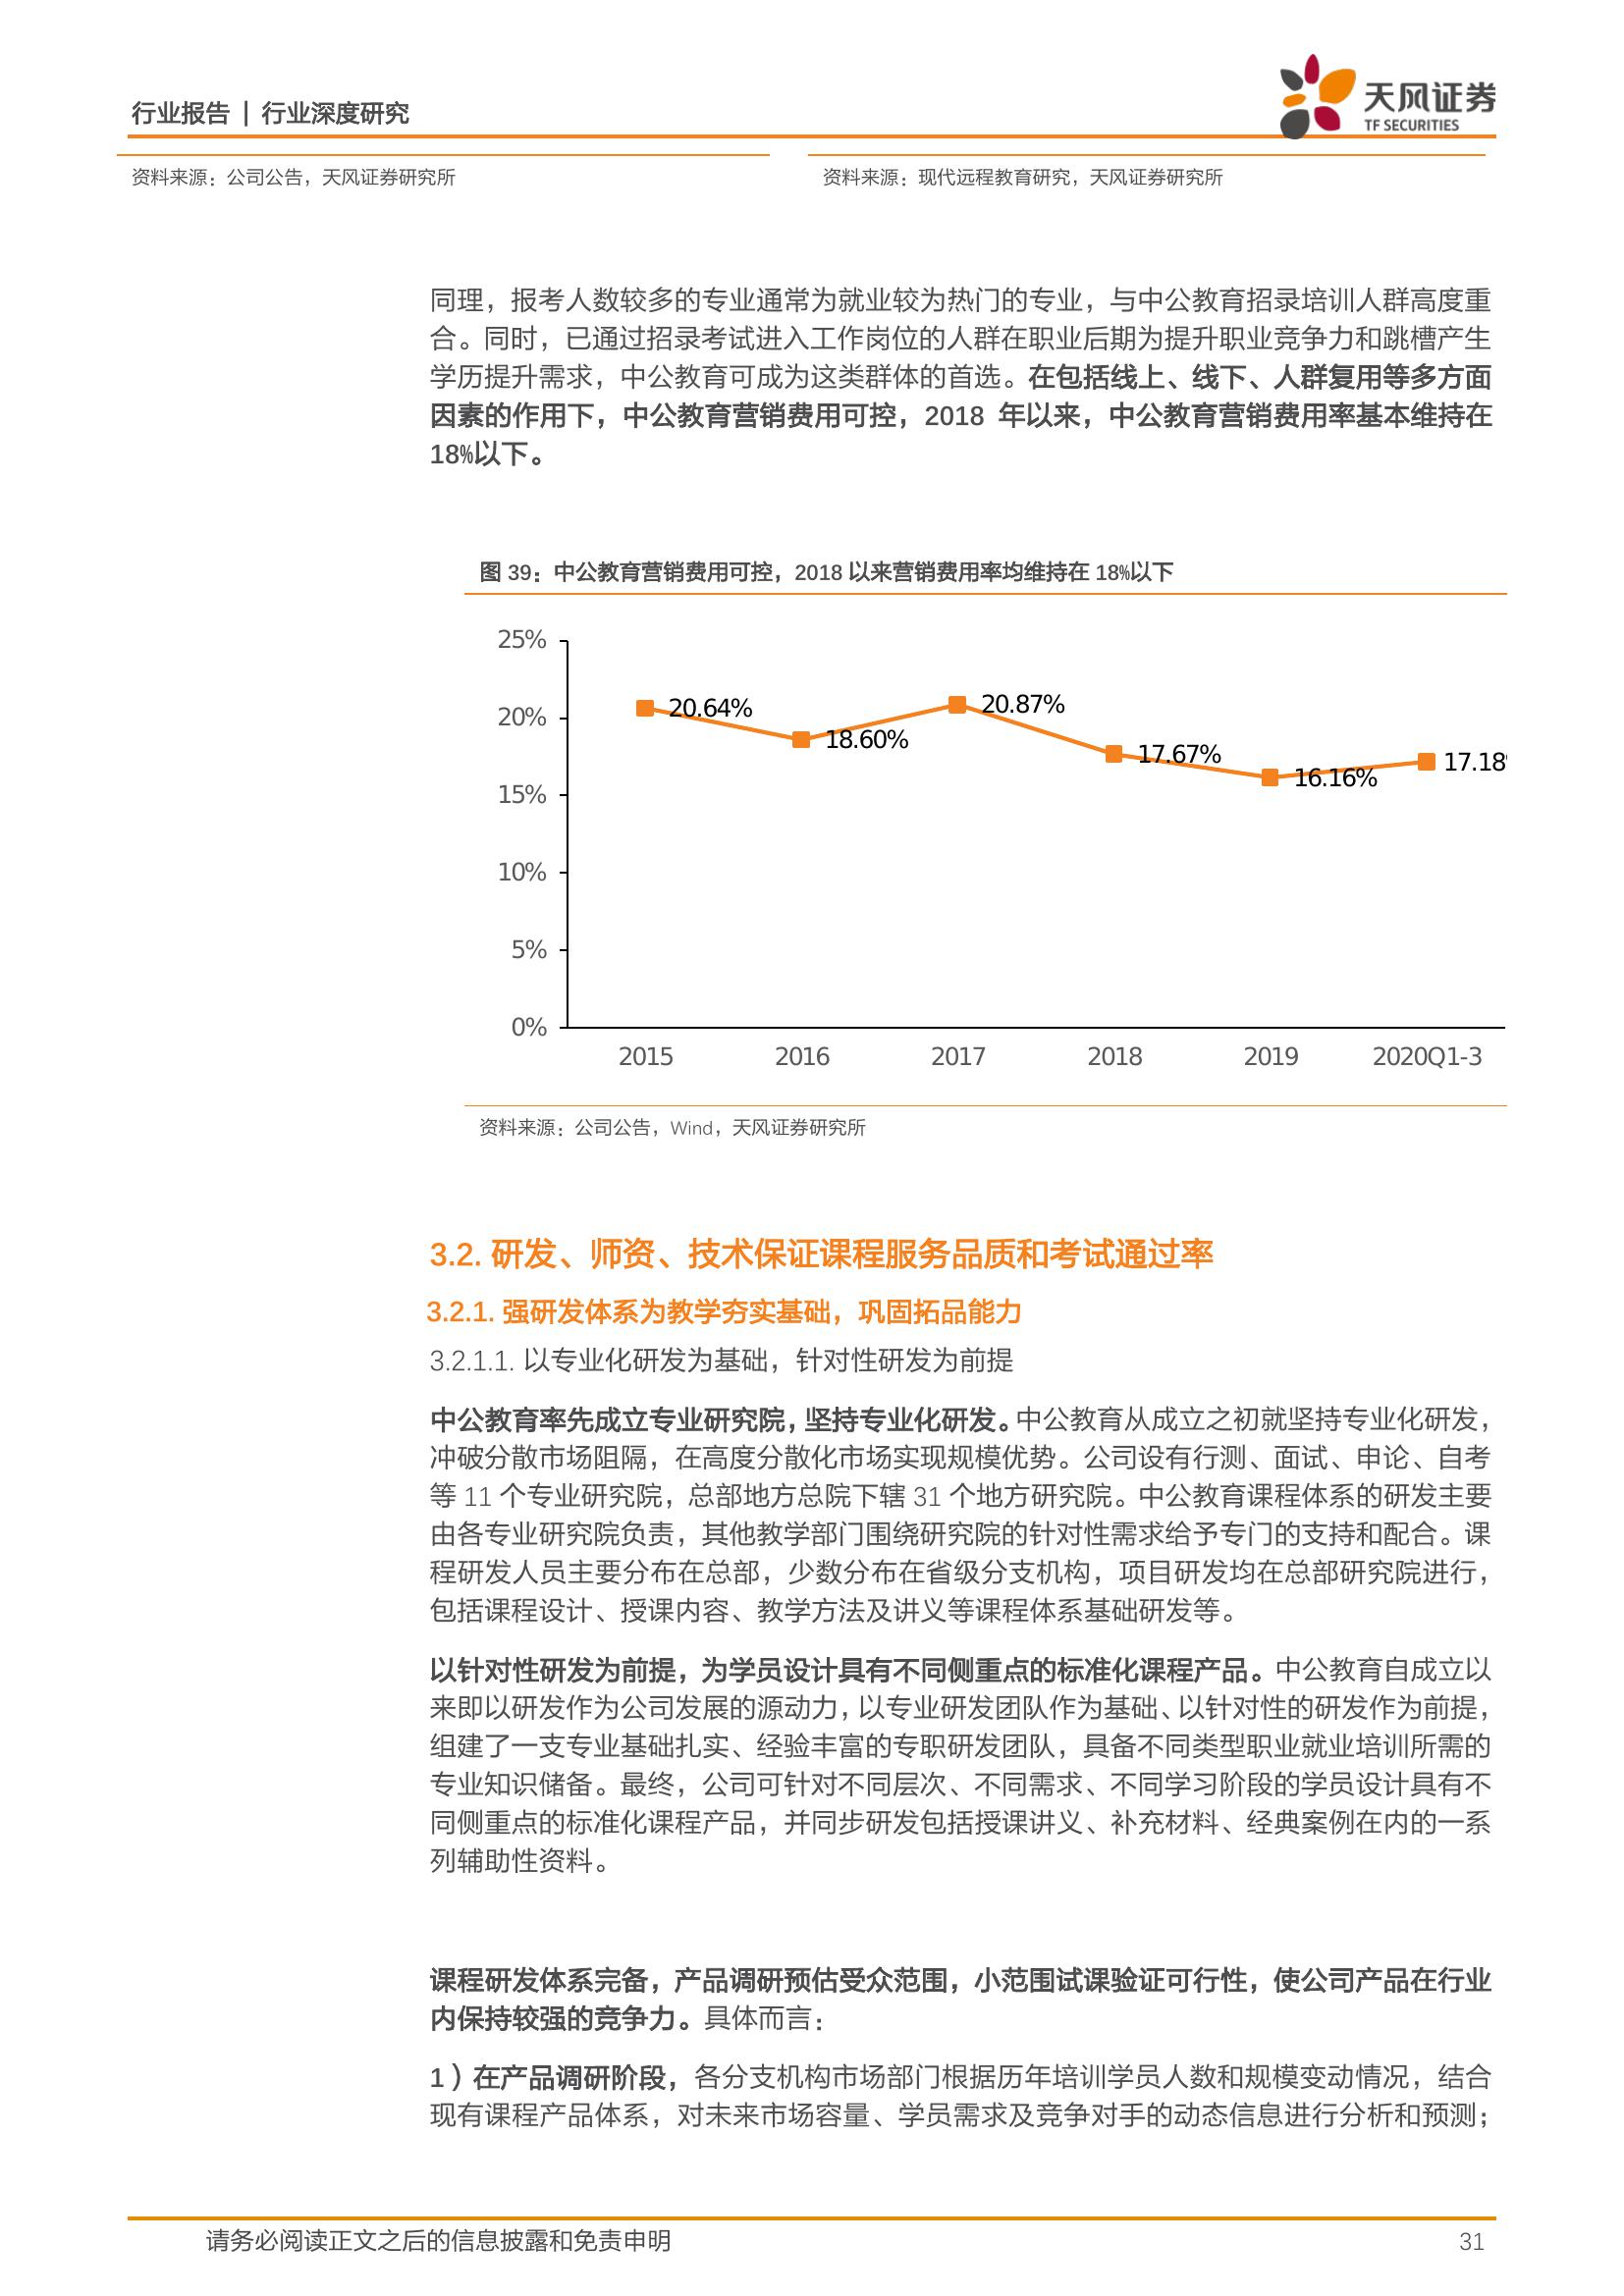 行业报告 | 行业深度研究
天风证券
TF SECURITIES
资料来源：公司公告，天风证券研究所
资料来源：现代远程教育研究，天风证券研究所
同理，报考人数较多的专业通常为就业较为热门的专业，与中公教育招录培训人群高度重
合。同时，已通过招录考试进入工作岗位的人群在职业后期为提升职业竞争力和跳槽产生
学历提升需求，中公教育可成为这类群体的首选。在包括线上、线下、人群复用等多方面
因素的作用下，中公教育营销费用可控，2018 年以来，中公教育营销费用率基本维持在
18%以下。
图 39：中公教育营销费用可控，2018 以来营销费用率均维持在 18%以下
25%
20%
15%
10%
5%
0%
20.64%
18.60%
20.87%
17.67%
16.16%
17.18
2015
2016
2017
2018
2019
2020Q1-3
资料来源：公司公告，Wind，天风证券研究所
3.2. 研发、师资、技术保证课程服务品质和考试通过率
3.2.1. 强研发体系为教学夯实基础，巩固拓品能力
3.2.1.1. 以专业化研发为基础，针对性研发为前提
中公教育率先成立专业研究院，坚持专业化研发。中公教育从成立之初就坚持专业化研发，
冲破分散市场阻隔，在高度分散化市场实现规模优势。公司设有行测、面试、申论、自考
等 11 个专业研究院，总部地方总院下辖 31 个地方研究院。中公教育课程体系的研发主要
由各专业研究院负责，其他教学部门围绕研究院的针对性需求给予专门的支持和配合。课
程研发人员主要分布在总部，少数分布在省级分支机构，项目研发均在总部研究院进行，
包括课程设计、授课内容、教学方法及讲义等课程体系基础研发等。
以针对性研发为前提，为学员设计具有不同侧重点的标准化课程产品。中公教育自成立以
来即以研发作为公司发展的源动力，以专业研发团队作为基础、以针对性的研发作为前提，
组建了一支专业基础扎实、经验丰富的专职研发团队，具备不同类型职业就业培训所需的
专业知识储备。最终，公司可针对不同层次、不同需求、不同学习阶段的学员设计具有不
同侧重点的标准化课程产品，并同步研发包括授课讲义、补充材料、经典案例在内的一系
列辅助性资料。
课程研发体系完备，产品调研预估受众范围，小范围试课验证可行性，使公司产品在行业
内保持较强的竞争力。具体而言：
1）在产品调研阶段，各分支机构市场部门根据历年培训学员人数和规模变动情况，结合
现有课程产品体系，对未来市场容量、学员需求及竞争对手的动态信息进行分析和预测；
请务必阅读正文之后的信息披露和免责申明
31